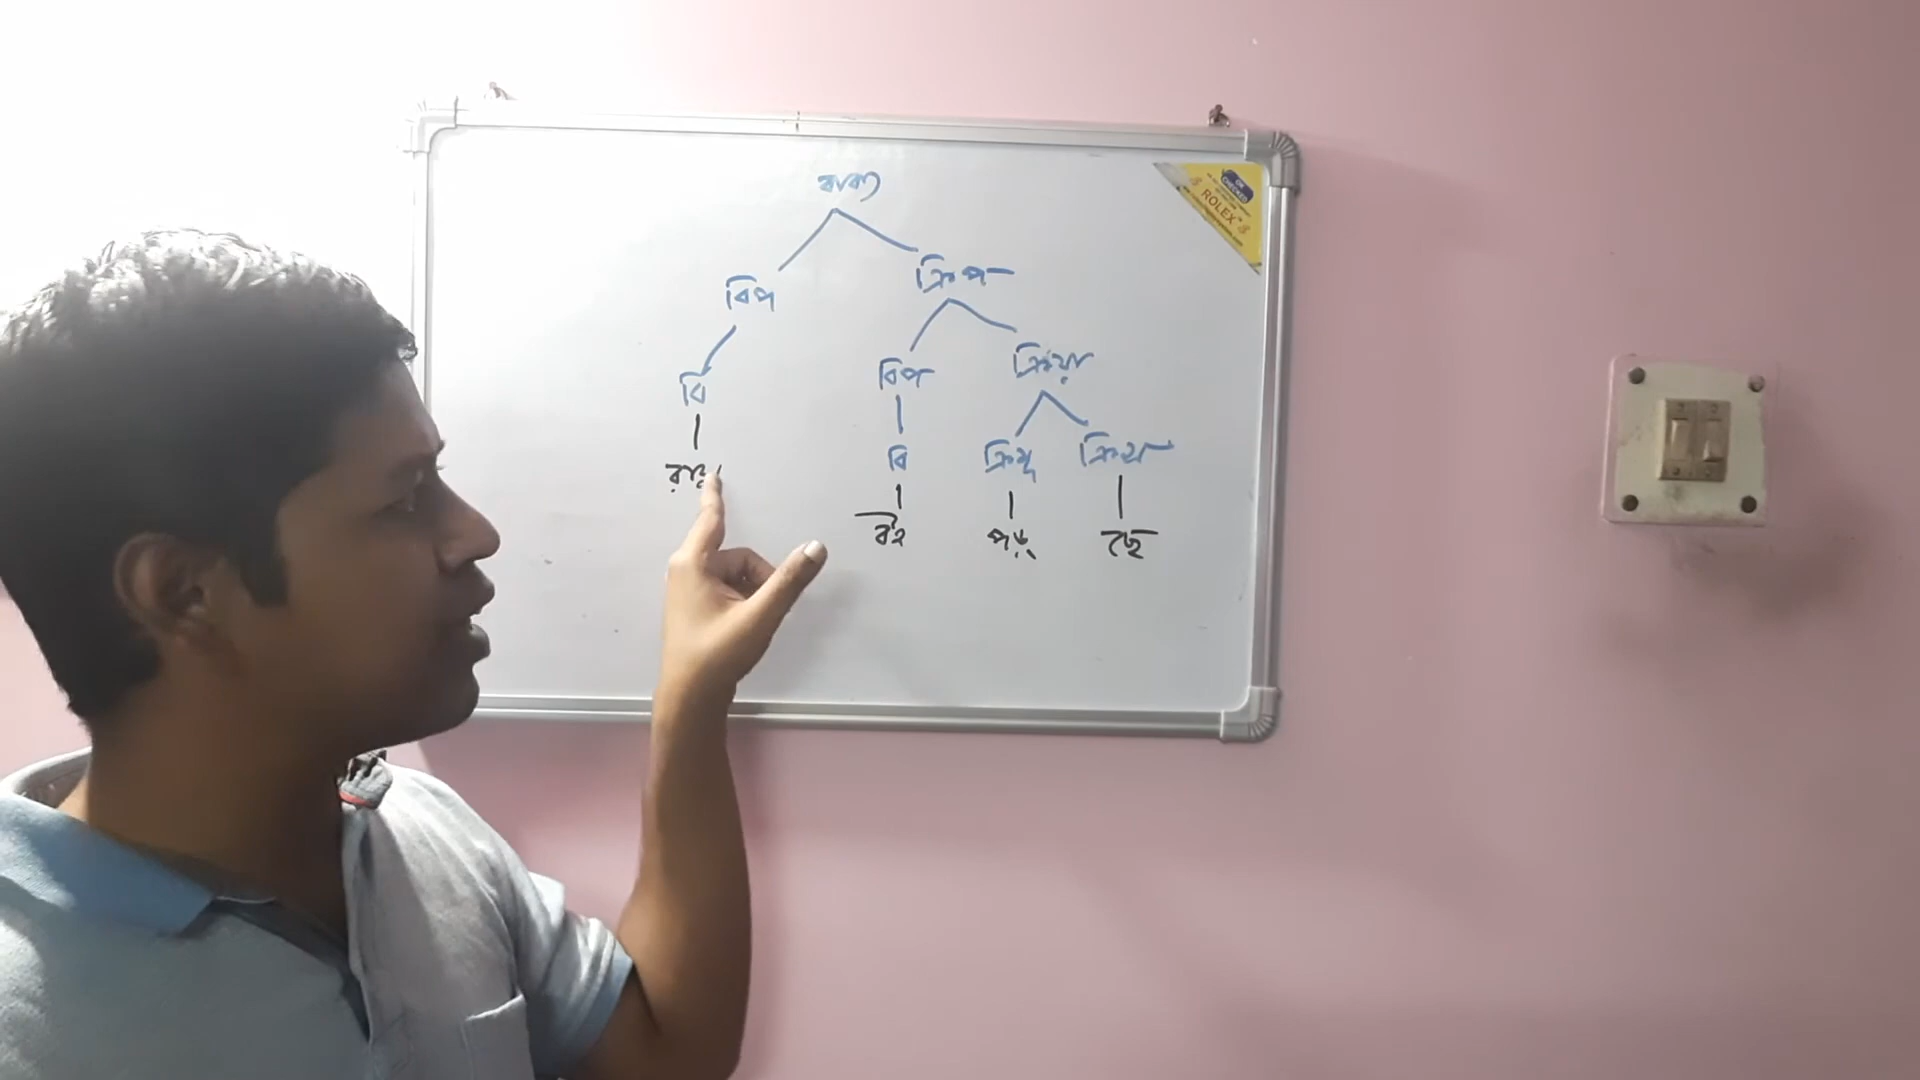 বাক্য
বিপ ক্রিপ
বি বিপ ক্রিয়া
বি ক্রিমূ
বই পড়্ ছে
ROLEX